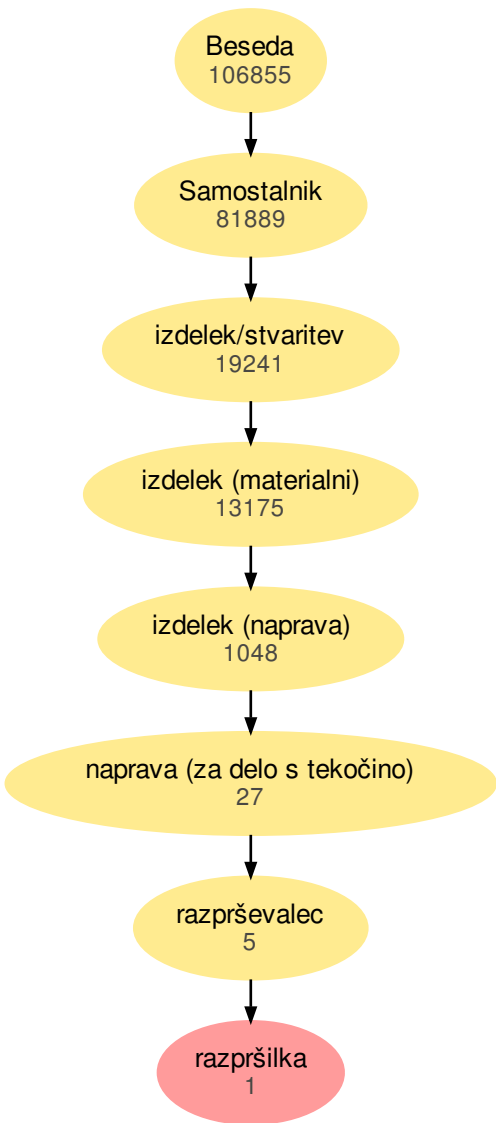 Beseda
106855
Samostalnik
81889
izdelek/stvaritev
19241
izdelek (materialni)
13175
izdelek (naprava)
1048
naprava (za delo s tekočino)
27
razprševalec
5
razpršilka
1